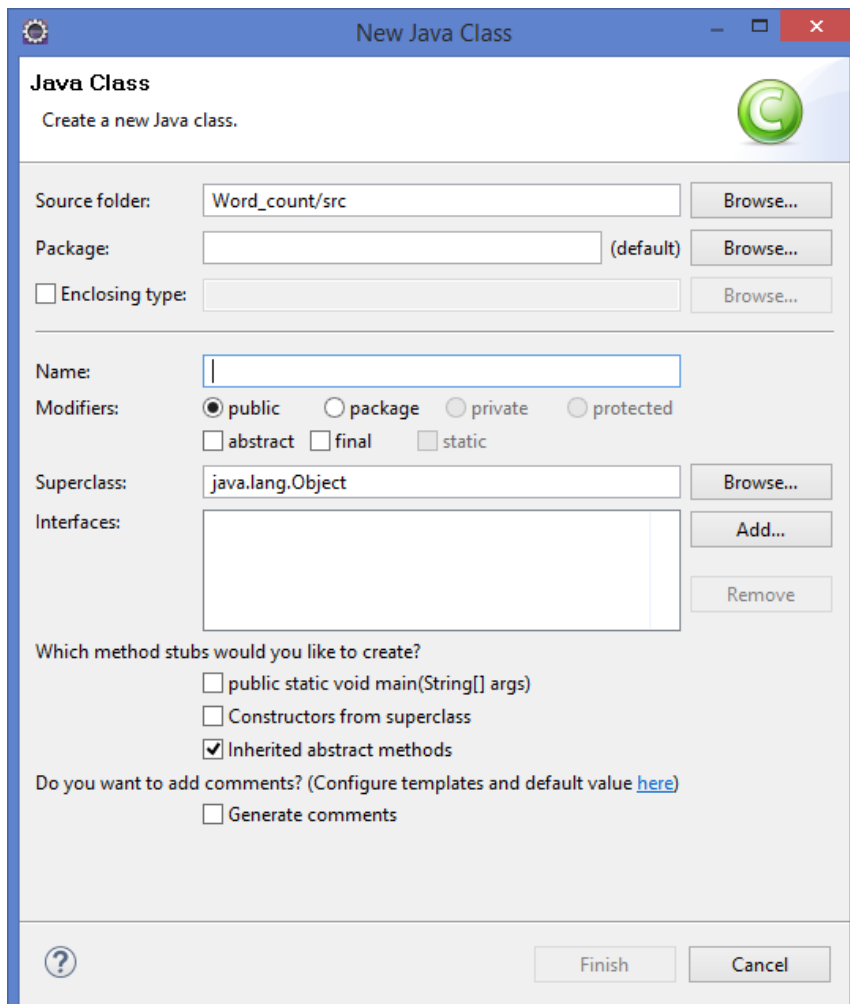 New Java Class
Java Class
Create a new Java class.
Source folder: Word_count/src Browse...
Package: (default) Browse...
Enclosing type: Browse...
Name:
Modifiers: public package private protected
abstract final static
Superclass: java.lang.Object Browse...
Interfaces: Add...
Remove
Which method stubs would you like to create?
public static void main(String[] args)
Constructors from superclass
Inherited abstract methods
Do you want to add comments? (Configure templates and default value here)
Generate comments
Finish Cancel